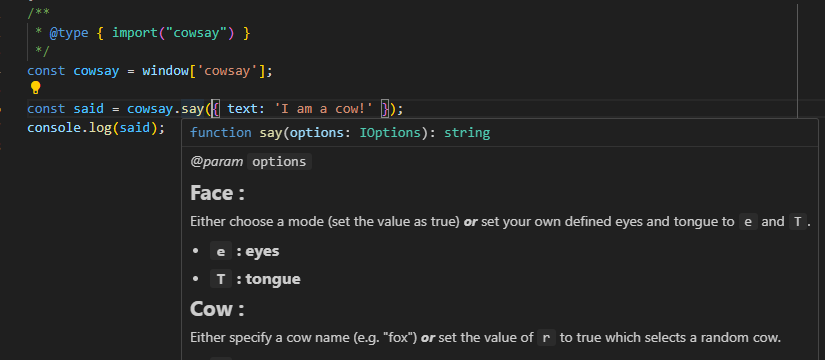 /**
 * @type { import("cowsay") }
 */
const cowsay = window['cowsay'];
const said = cowsay.say({ text: 'I am a cow!' });
console.log(said);
function say(options: IOptions): string
@param options
Face :
Either choose a mode (set the value as true) or set your own defined eyes and tongue to e and T.
• e : eyes
• T : tongue
Cow :
Either specify a cow name (e.g. "fox") or set the value of r to true which selects a random cow.